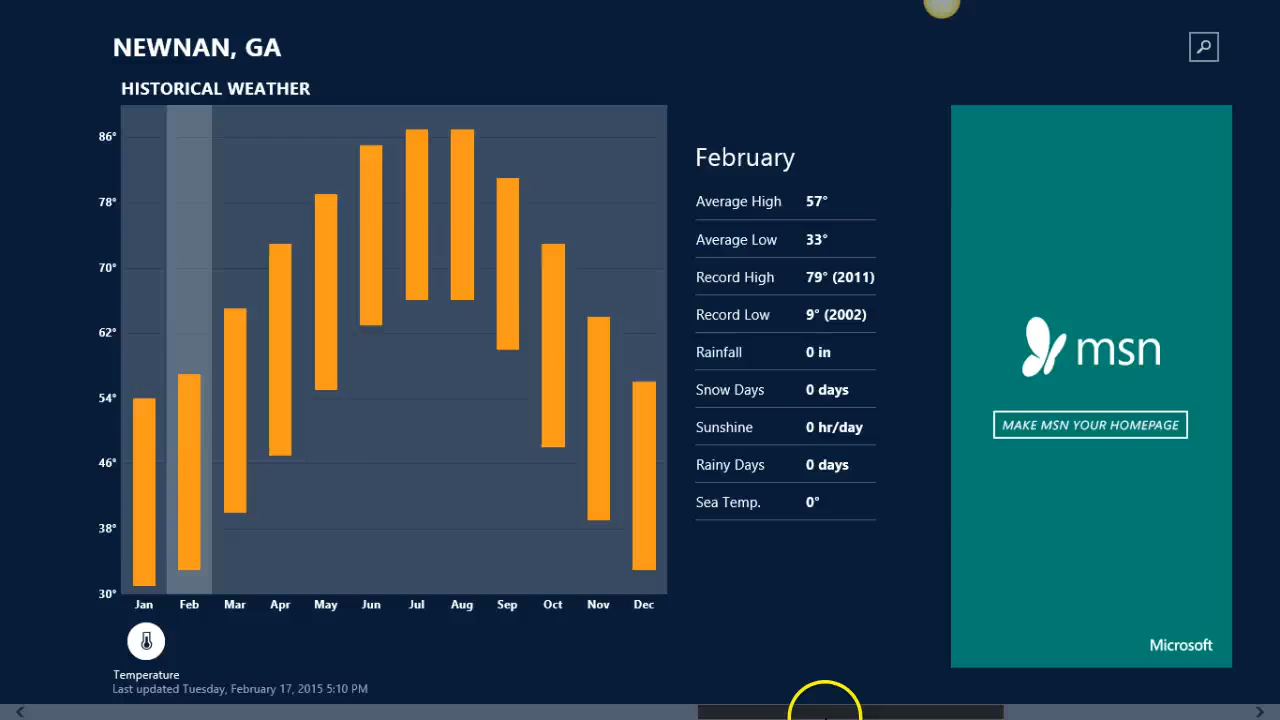 NEWNAN, GA
HISTORICAL WEATHER
86°
78°
70°
62°
54°
46°
38°
30°
Jan Feb Mar Apr May Jun Jul Aug Sep Oct Nov Dec
Temperature
Last updated Tuesday, February 17, 2015 5:10 PM
February
Average High 57°
Average Low 33°
Record High 79° (2011)
Record Low 9° (2002)
Rainfall 0 in
Snow Days 0 days
Sunshine 0 hr/day
Rainy Days 0 days
Sea Temp. 0°
msn
MAKE MSN YOUR HOMEPAGE
Microsoft